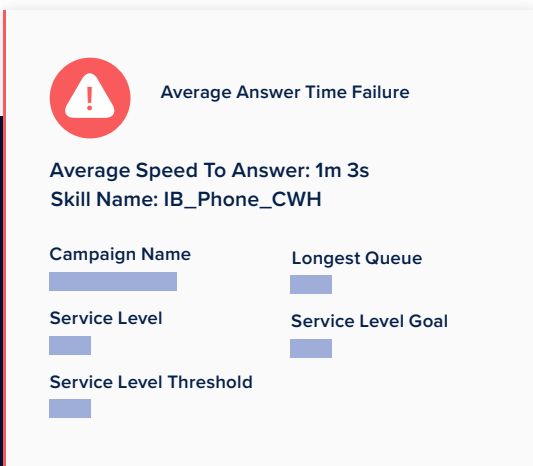 Average Answer Time Failure
Average Speed To Answer: 1m 3s
Skill Name: IB_Phone_CWH
Campaign Name
Longest Queue
Service Level
Service Level Goal
Service Level Threshold